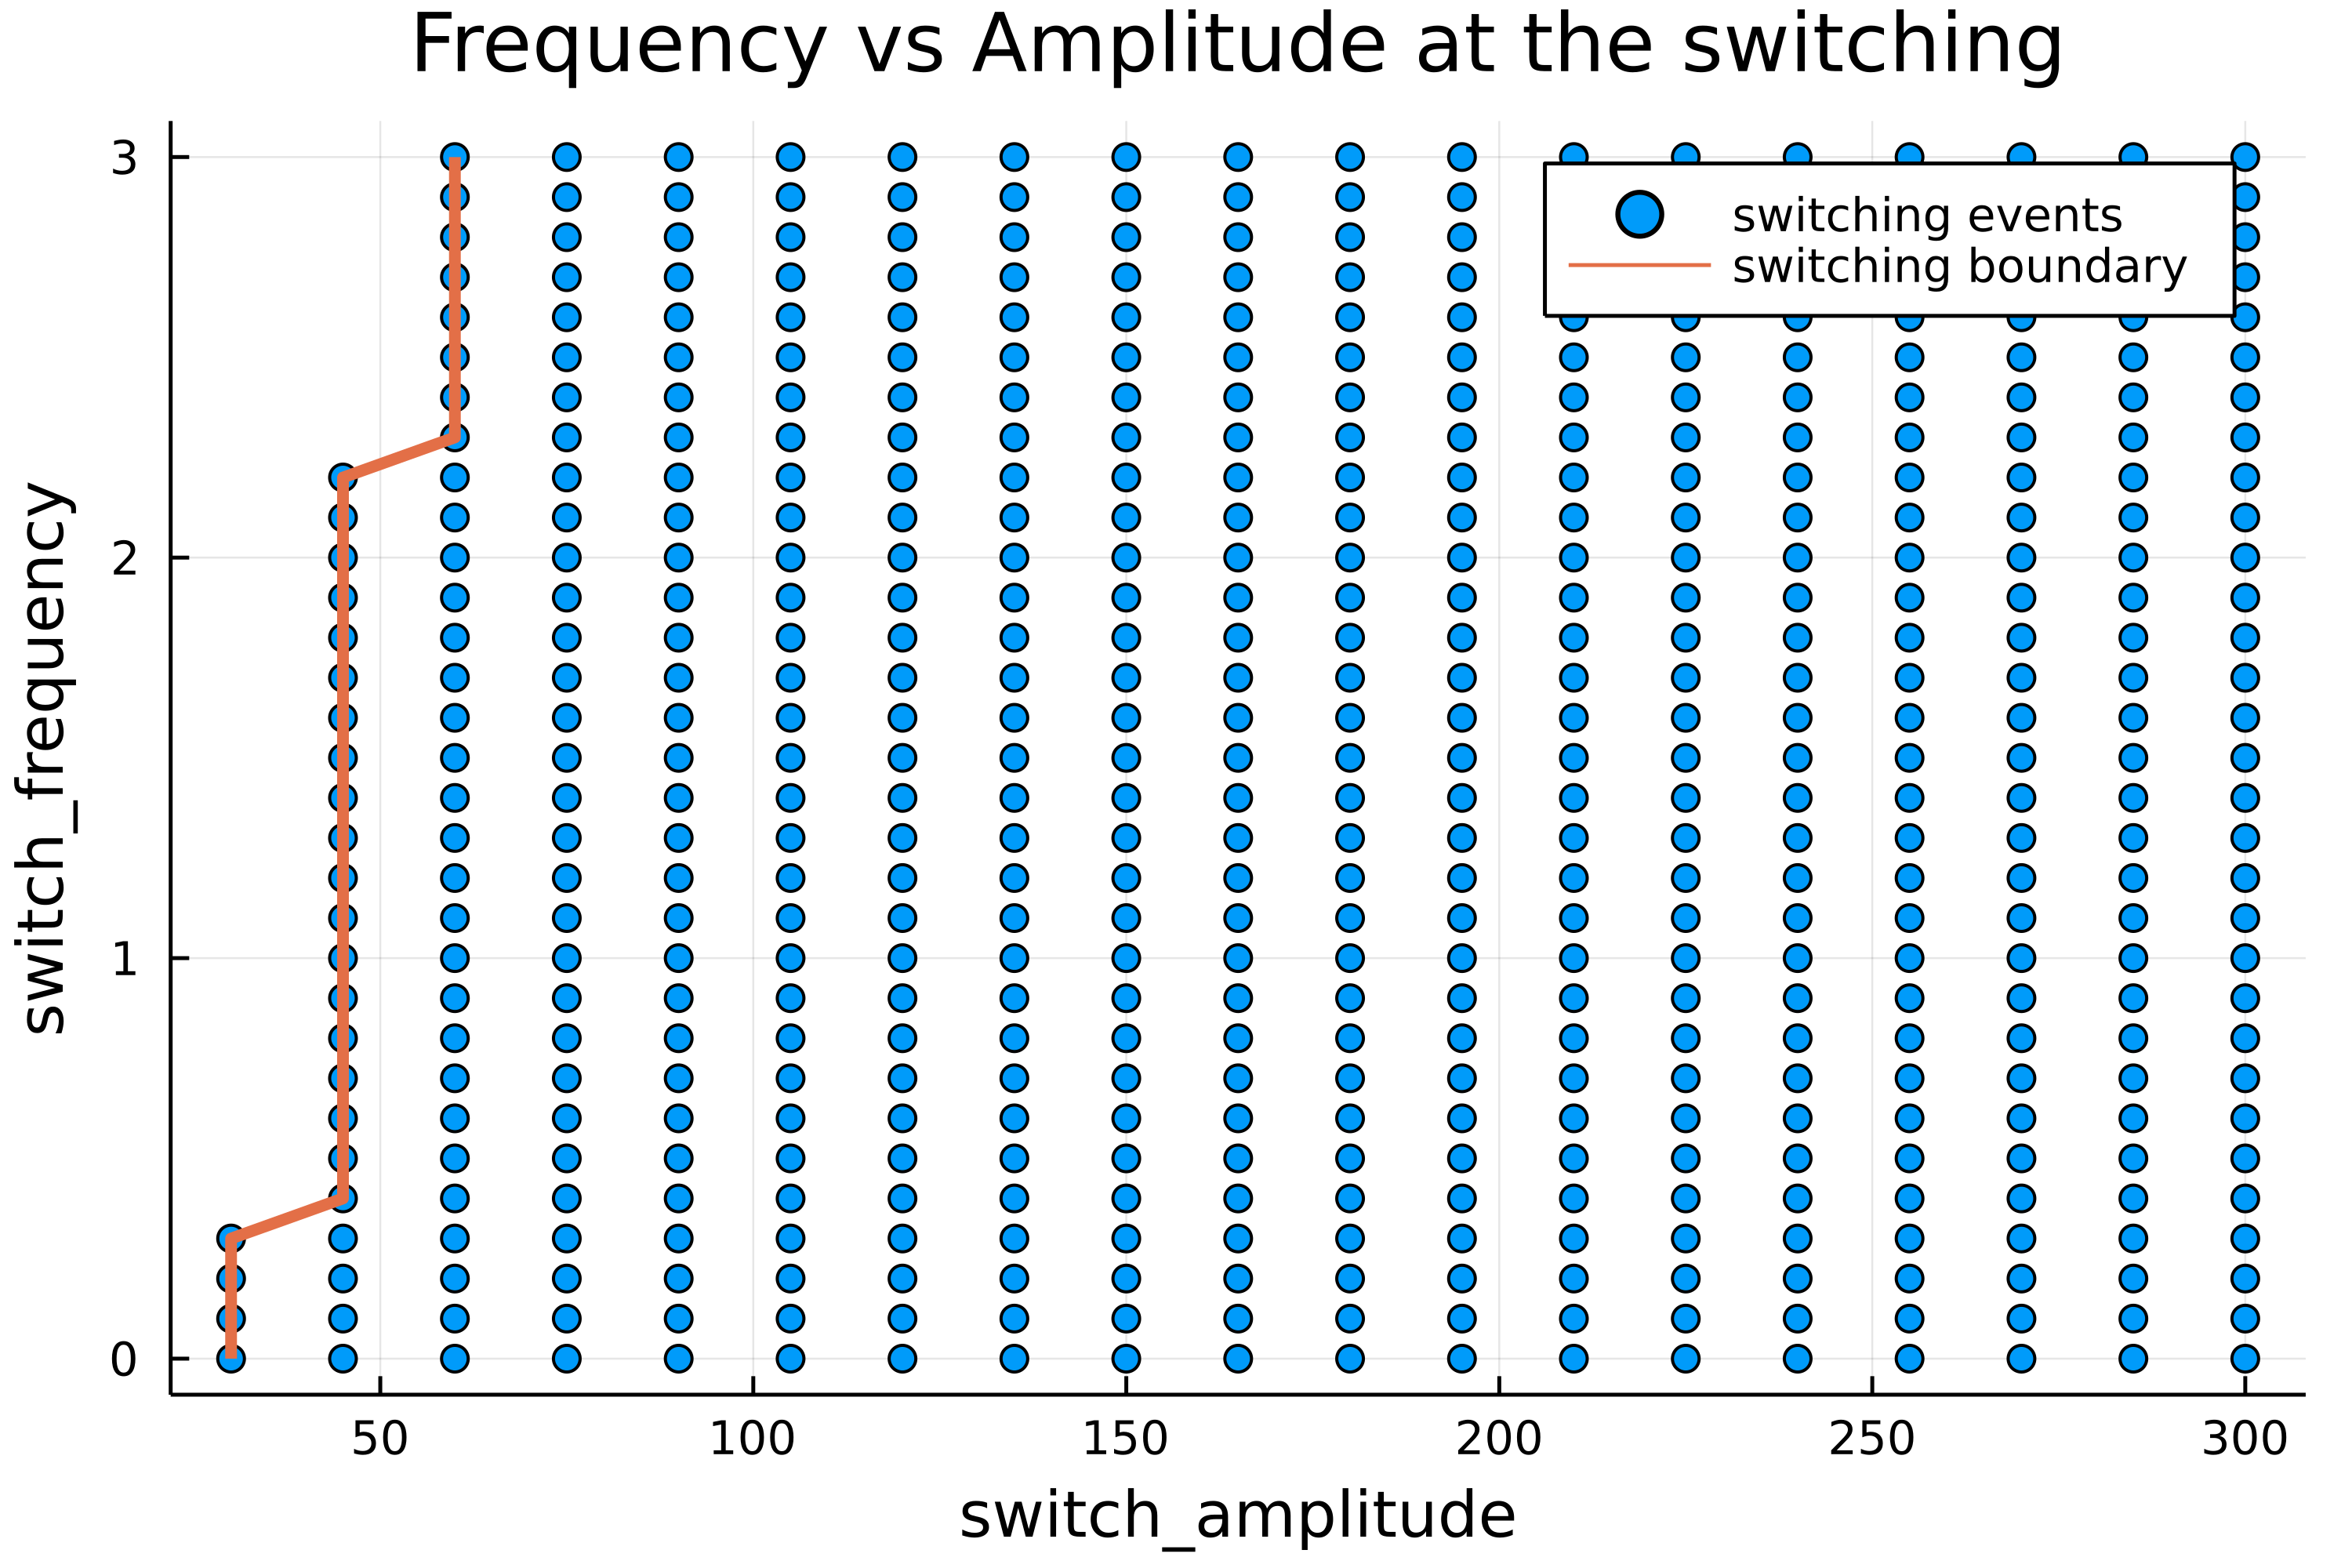 Frequency vs Amplitude at the switching
switching events
switching boundary
3
2
1
0
switch_frequency
50 100 150 200 250 300
switch_amplitude